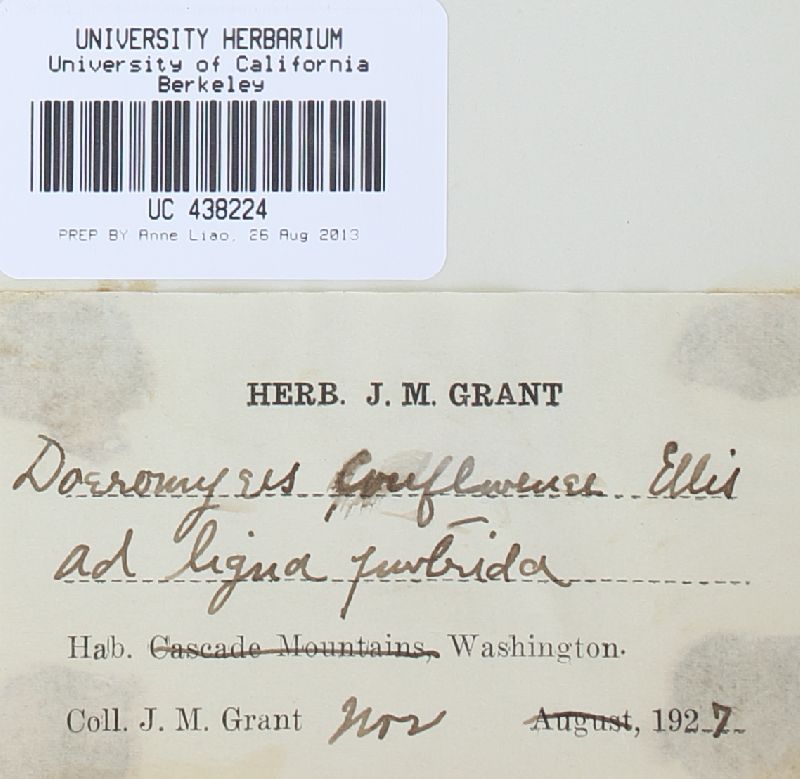 UNIVERSITY HERBARIUM
University of California
Berkeley
UC 438224
PREP BY Anne Liao, 26 Aug 2013
HERB. J. M. GRANT
Dacromyces confluense Ellis
ad ligna putrida
Hab. Cascade Mountains, Washington.
Coll. J. M. Grant Nov August, 1927